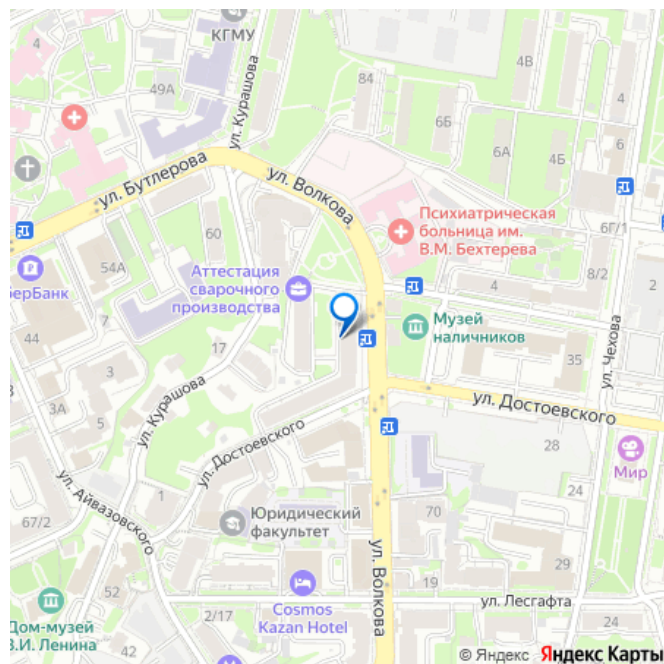 4
КГМУ
ул. Курашова
49А
84
4В
4
6Б
6А
4Б
4
ул. Бутлерова
ул. Волкова
Психиатрическая
больница им.
В.М. Бехтерева
6Г/1
60
54А
ерБанк
Аттестация
сварочного
производства
4
8/2
2
7
44
17
Музей
наличников
35
ул. Чехова
3
3А
5
ул. Курашова
ул. Достоевского
ул. Достоевского
28
Мир
ул. Айвазовского
1
24
67/2
Юридический
факультет
70
29
ул. Волкова
52
19
Cosmos
Kazan Hotel
ул. Лесгафта
2/17
24
Дом-музей
В.И. Ленина
42
© Яндекс Яндекс Карты